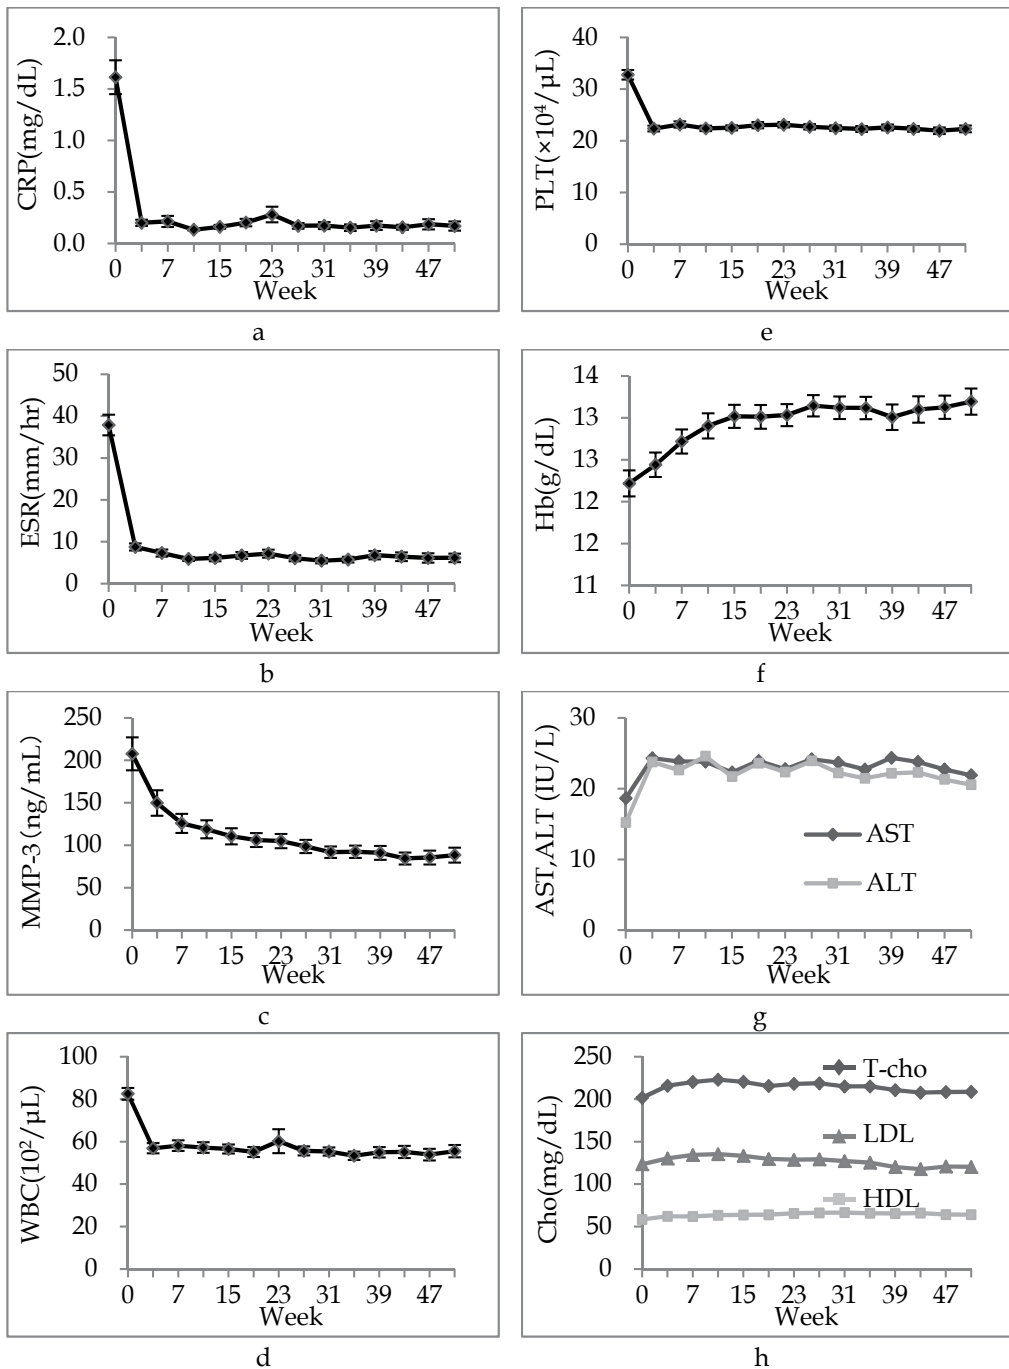 CRP(mg/dL)
2.0
1.5
1.0
0.5
0.0
0 7 15 23 31 39 47
Week
a
PLT(×10⁴/µL)
40
30
20
10
0
0 7 15 23 31 39 47
Week
e
ESR(mm/hr)
50
40
30
20
10
0
0 7 15 23 31 39 47
Week
b
Hb(g/dL)
14
13
13
12
12
11
0 7 15 23 31 39 47
Week
f
MMP-3(ng/mL)
250
200
150
100
50
0
0 7 15 23 31 39 47
Week
c
AST,ALT (IU/L)
30
20
10
0
AST
ALT
0 7 15 23 31 39 47
Week
g
WBC(10²/µL)
100
80
60
40
20
0
0 7 15 23 31 39 47
Week
d
Cho(mg/dL)
250
200
150
100
50
0
T-cho
LDL
HDL
0 7 15 23 31 39 47
Week
h